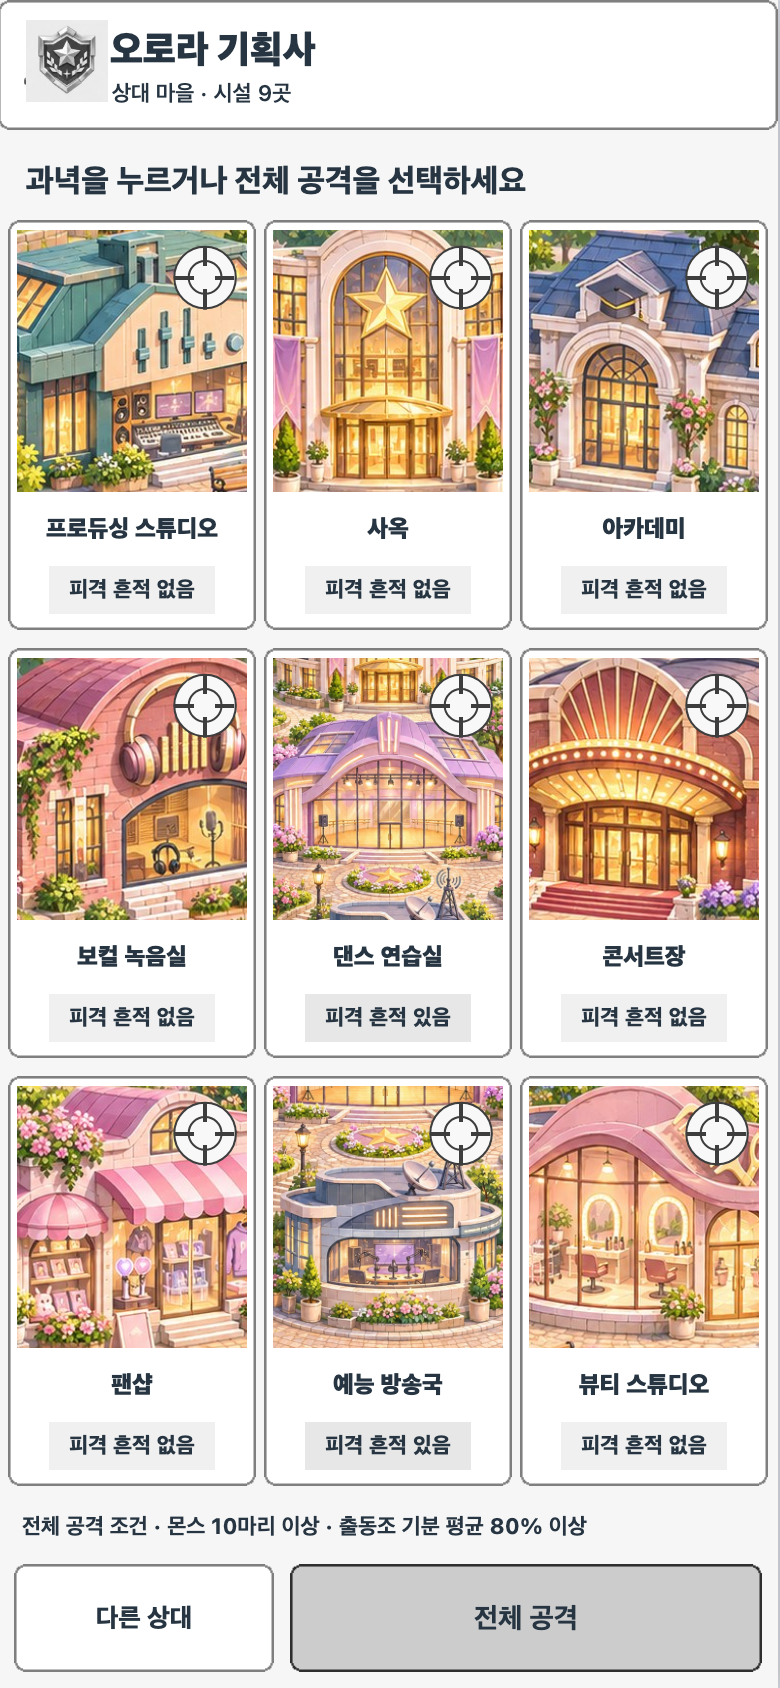 오로라 기획사
상대 마을 · 시설 9곳
과녁을 누르거나 전체 공격을 선택하세요
프로듀싱 스튜디오
사옥
아카데미
피격 흔적 없음
피격 흔적 없음
피격 흔적 없음
보컬 녹음실
댄스 연습실
콘서트장
피격 흔적 없음
피격 흔적 있음
피격 흔적 없음
팬샵
예능 방송국
뷰티 스튜디오
피격 흔적 없음
피격 흔적 있음
피격 흔적 없음
전체 공격 조건 · 몬스 10마리 이상 · 출동조 기분 평균 80% 이상
다른 상대
전체 공격